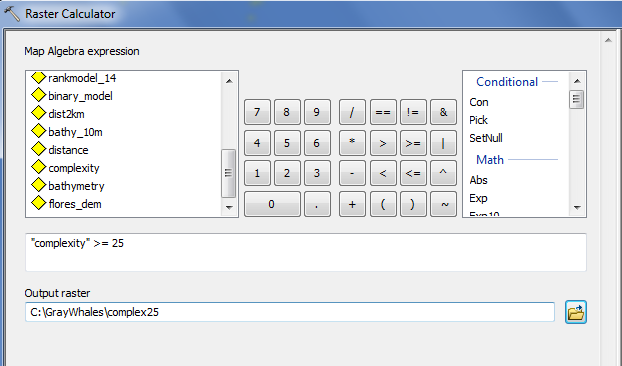 Raster Calculator
Map Algebra expression
rankmodel_14
binary_model
dist2km
bathy_10m
distance
complexity
bathymetry
flores_dem
7 8 9 / == != &
4 5 6 * > >= |
1 2 3 - < <= ^
0 . + ( ) ~
Conditional
Con
Pick
SetNull
Math
Abs
Exp
Exp10
"complexity" >= 25
Output raster
C:\GrayWhales\complex25